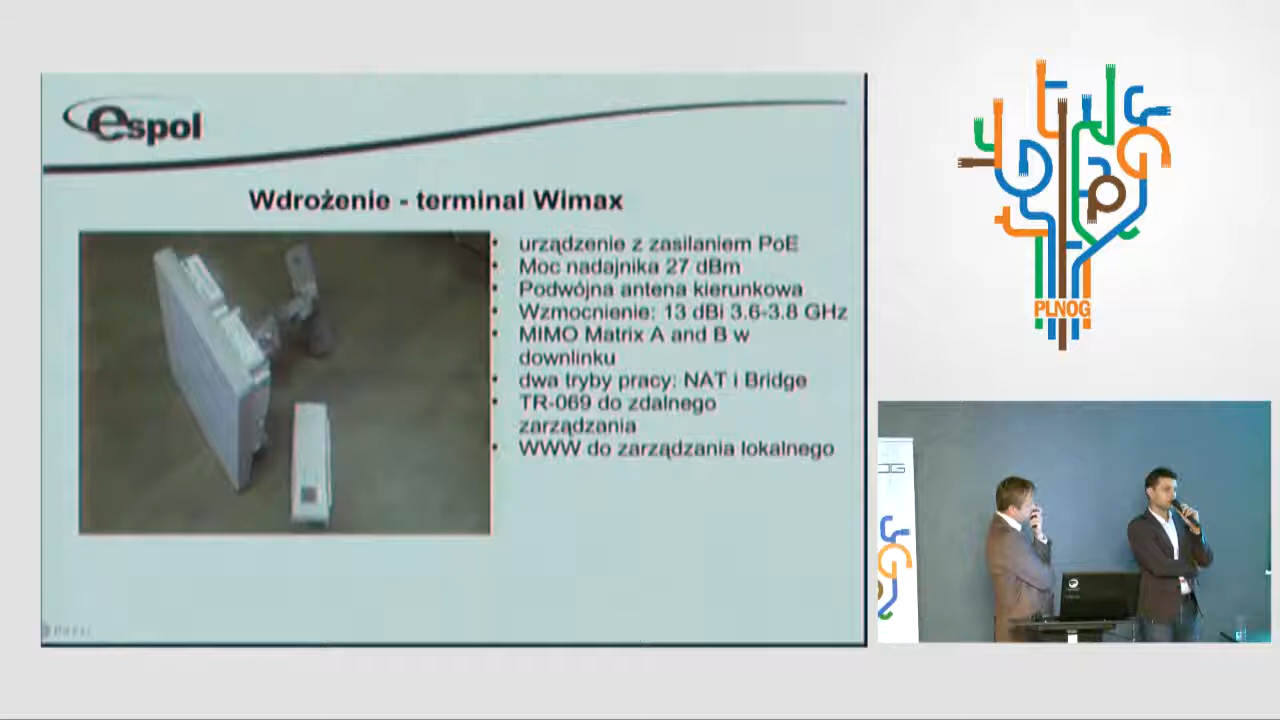 espol
Wdrożenie - terminal Wimax
• urządzenie z zasilaniem PoE
• Moc nadajnika 27 dBm
• Podwójna antena kierunkowa
• Wzmocnienie: 13 dBi 3.6-3.8 GHz
• MIMO Matrix A and B w
downlinku
• dwa tryby pracy: NAT i Bridge
• TR-069 do zdalnego
zarządzania
• WWW do zarządzania lokalnego
PLNOG